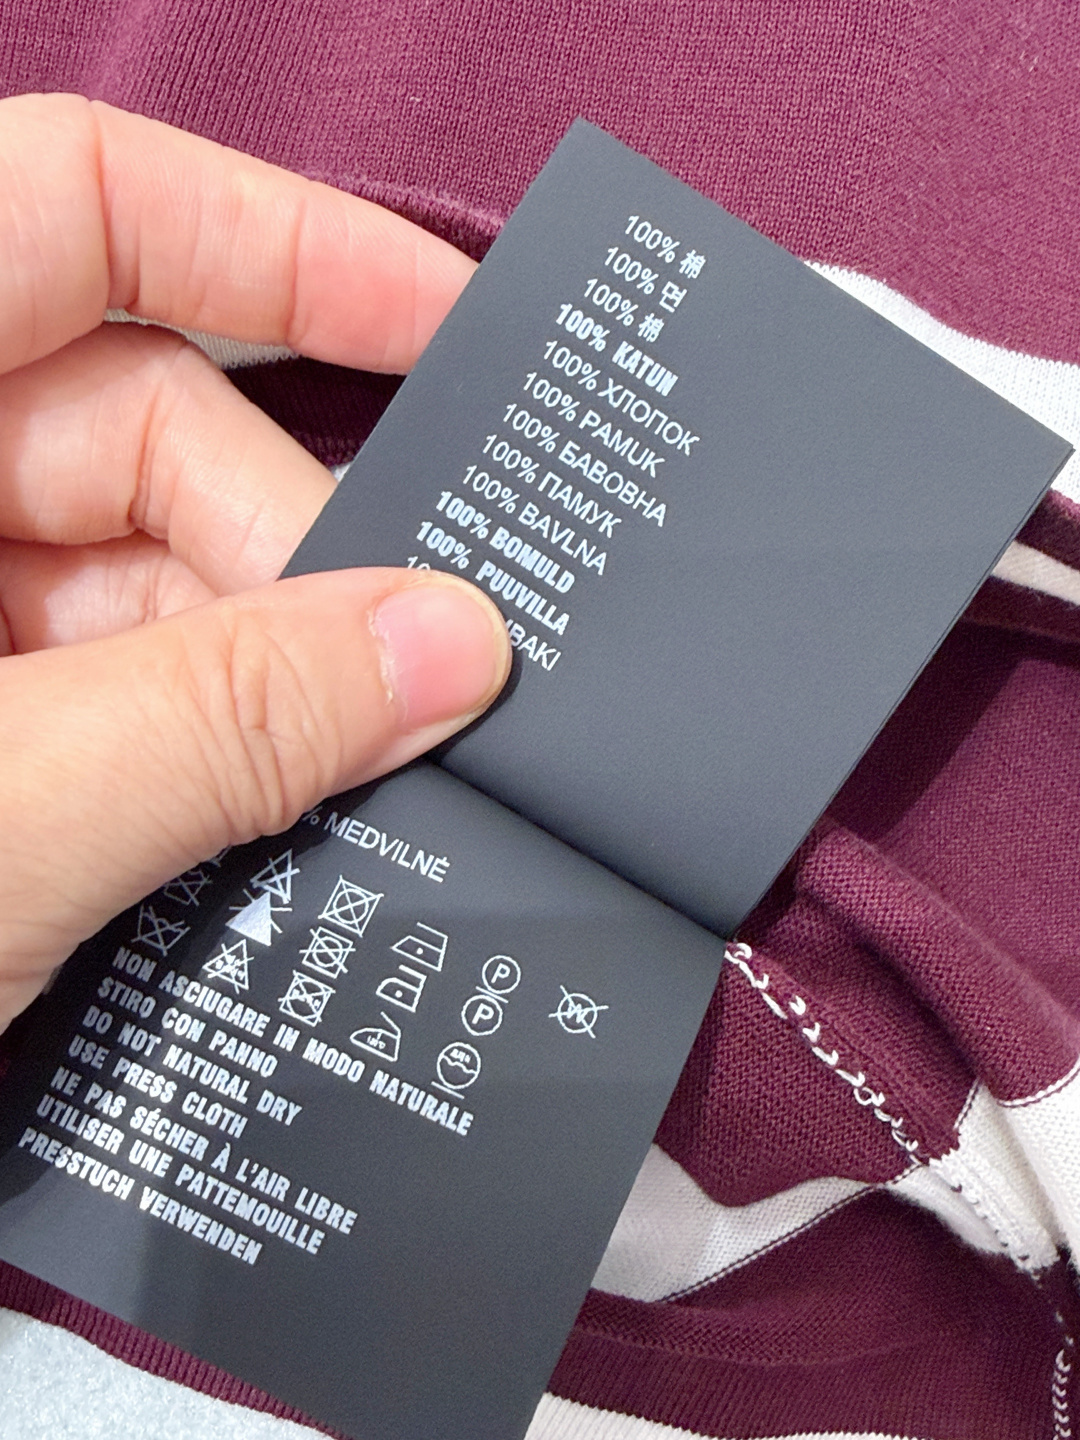 100% 棉
100% 면
100% 棉
100% KATUN
100% ХЛОПОК
100% PAMUK
100% БАВОВНА
100% ПАМУК
100% BAVLNA
100% BOMULD
100% PUUVILLA
% MEDVILNĖ
P
P
NON ASCIUGARE IN MODO NATURALE
STIRO CON PANNO
DO NOT NATURAL DRY
USE PRESS CLOTH
NE PAS SÉCHER À L'AIR LIBRE
UTILISER UNE PATTEMOUILLE
PRESSTUCH VERWENDEN